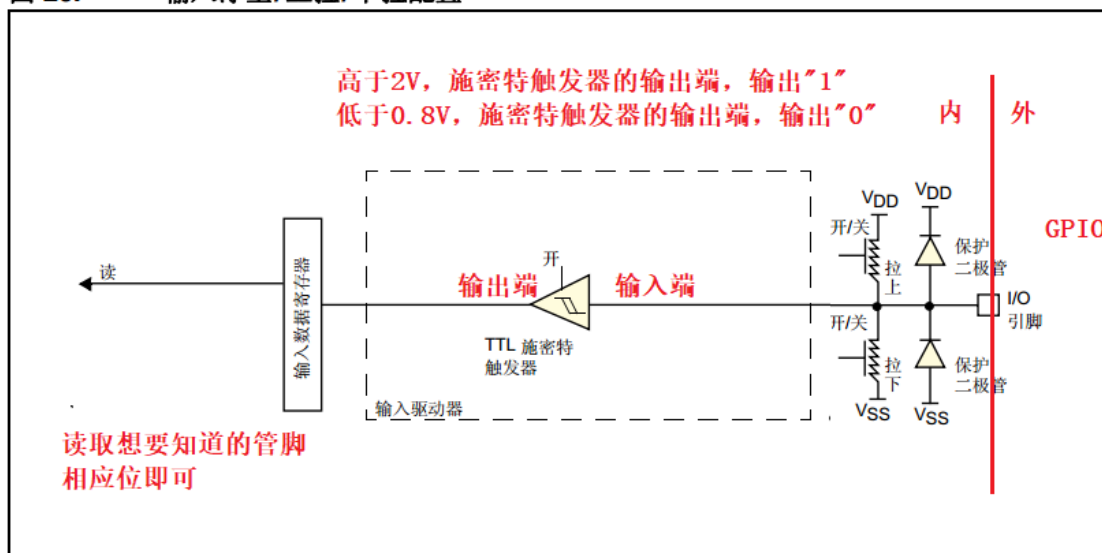 高于2V，施密特触发器的输出端，输出"1"
低于0.8V，施密特触发器的输出端，输出"0"
内 外
VDD VDD
GPIO
开/关
保护
二极管
拉
上
读
开
输出端
输入端
I/O
引脚
输入数据寄存器
开/关
TTL 施密特
触发器
拉
下
保护
二极管
输入驱动器
VSS VSS
读取想要知道的管脚
相应位即可